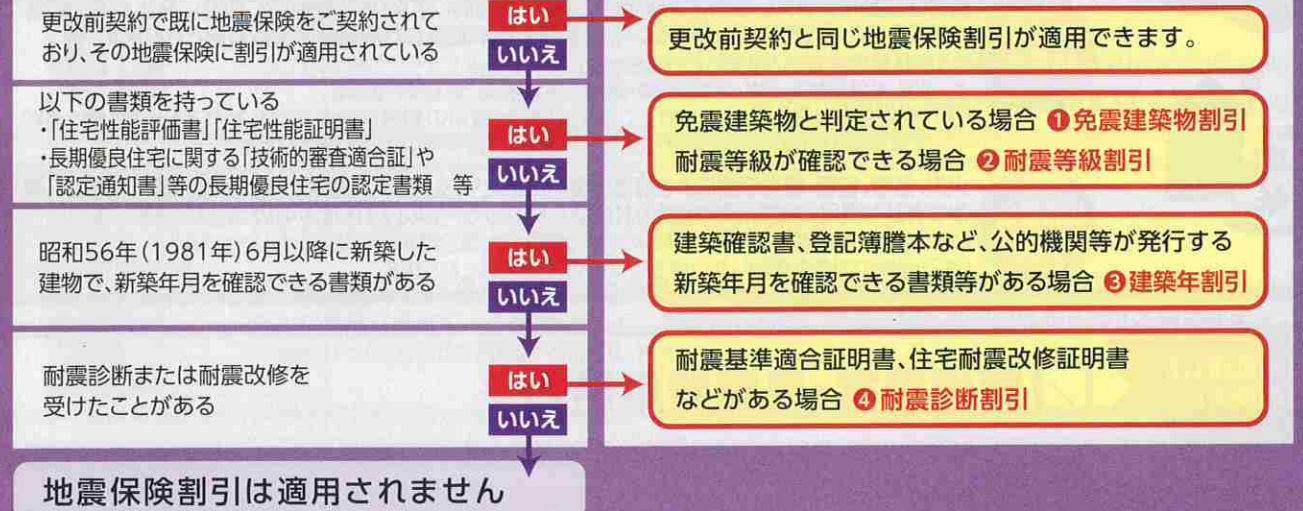 更改前契約で既に地震保険をご契約されて
おり、その地震保険に割引が適用されている
はい
いいえ
更改前契約と同じ地震保険割引が適用できます。
以下の書類を持っている
・「住宅性能評価書」「住宅性能証明書」
・長期優良住宅に関する「技術的審査適合証」や
「認定通知書」等の長期優良住宅の認定書類　等
はい
いいえ
免震建築物と判定されている場合 ❶免震建築物割引
耐震等級が確認できる場合 ❷耐震等級割引
昭和56年(1981年)6月以降に新築した
建物で、新築年月を確認できる書類がある
はい
いいえ
建築確認書、登記簿謄本など、公的機関等が発行する
新築年月を確認できる書類等がある場合 ❸建築年割引
耐震診断または耐震改修を
受けたことがある
はい
いいえ
耐震基準適合証明書、住宅耐震改修証明書
などがある場合 ❹耐震診断割引
地震保険割引は適用されません